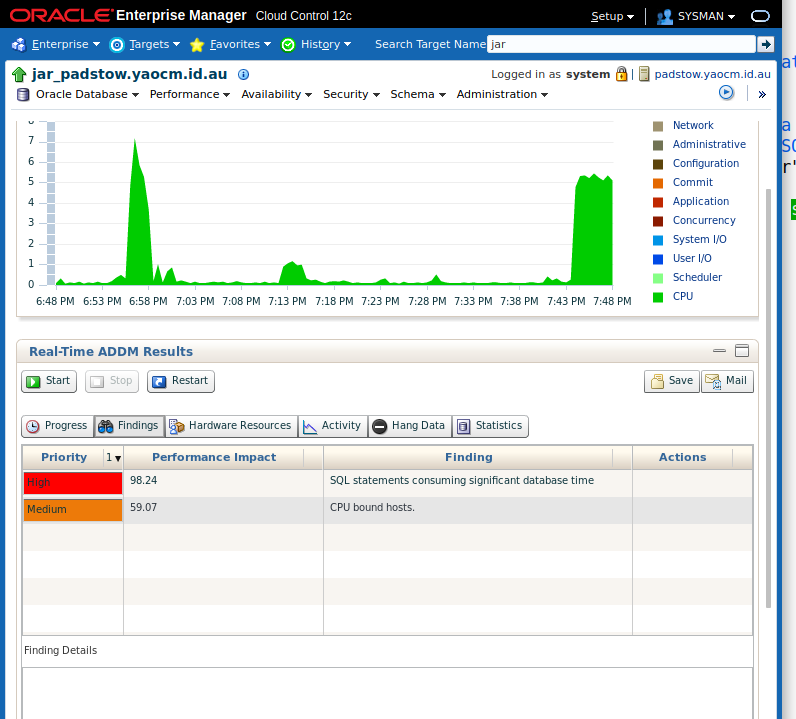 ORACLE Enterprise Manager Cloud Control 12c
Setup SYSMAN
Enterprise Targets Favorites History Search Target Name jar
jar_padstow.yaocm.id.au
Logged in as system padstow.yaocm.id.au
Oracle Database Performance Availability Security Schema Administration »
8
7
6
5
4
3
2
1
0
6:48 PM 6:53 PM 6:58 PM 7:03 PM 7:08 PM 7:13 PM 7:18 PM 7:23 PM 7:28 PM 7:33 PM 7:38 PM 7:43 PM 7:48 PM
Network
Administrative
Configuration
Commit
Application
Concurrency
System I/O
User I/O
Scheduler
CPU
Real-Time ADDM Results
Start Stop Restart Save Mail
Progress Findings Hardware Resources Activity Hang Data Statistics
Priority 1 Performance Impact Finding Actions
High 98.24 SQL statements consuming significant database time
Medium 59.07 CPU bound hosts.
Finding Details